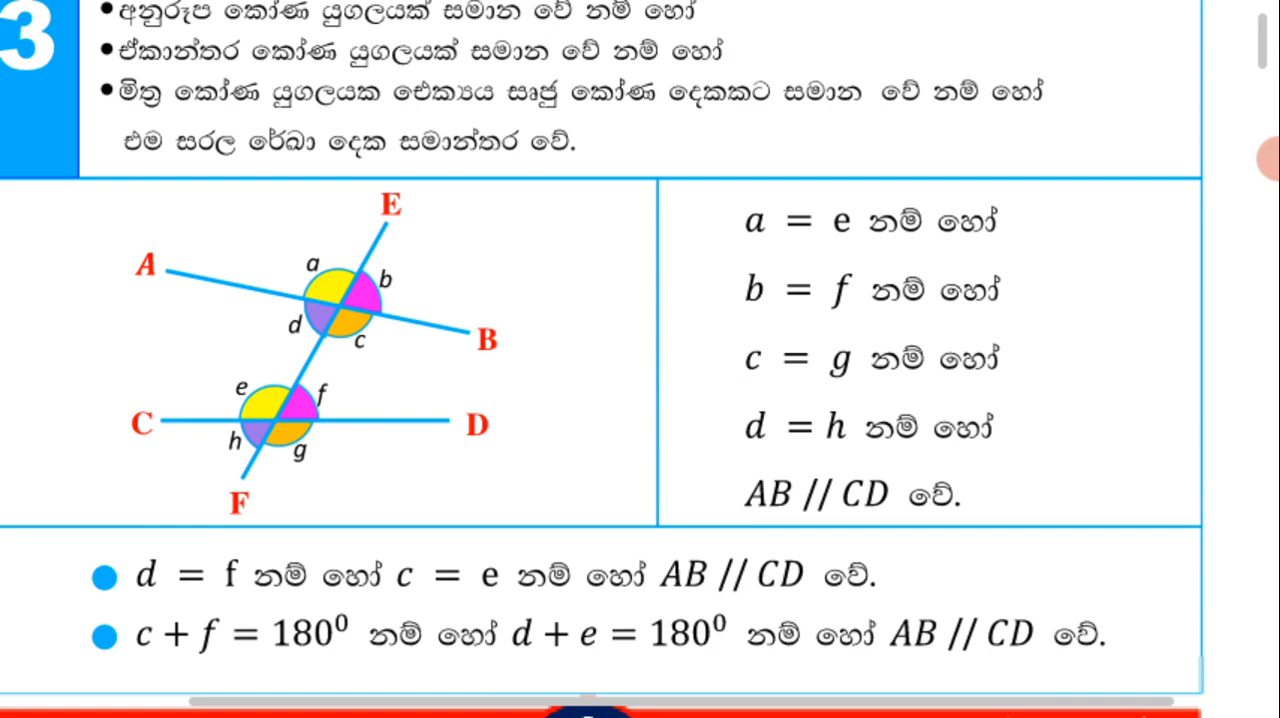 3
• අනුරූප කෝණ යුගලයක් සමාන වේ නම් හෝ
• ඒකාන්තර කෝණ යුගලයක් සමාන වේ නම් හෝ
• මිත්‍ර කෝණ යුගලයක ඓක්‍යය සෘජු කෝණ දෙකකට සමාන වේ නම් හෝ
එම සරල රේඛා දෙක සමාන්තර වේ.
E
A
a
b
d
c
B
e
f
C
D
h
g
F
a = e නම් හෝ
b = f නම් හෝ
c = g නම් හෝ
d = h නම් හෝ
AB // CD වේ.
● d = f නම් හෝ c = e නම් හෝ AB // CD වේ.
● c + f = 180⁰ නම් හෝ d + e = 180⁰ නම් හෝ AB // CD වේ.